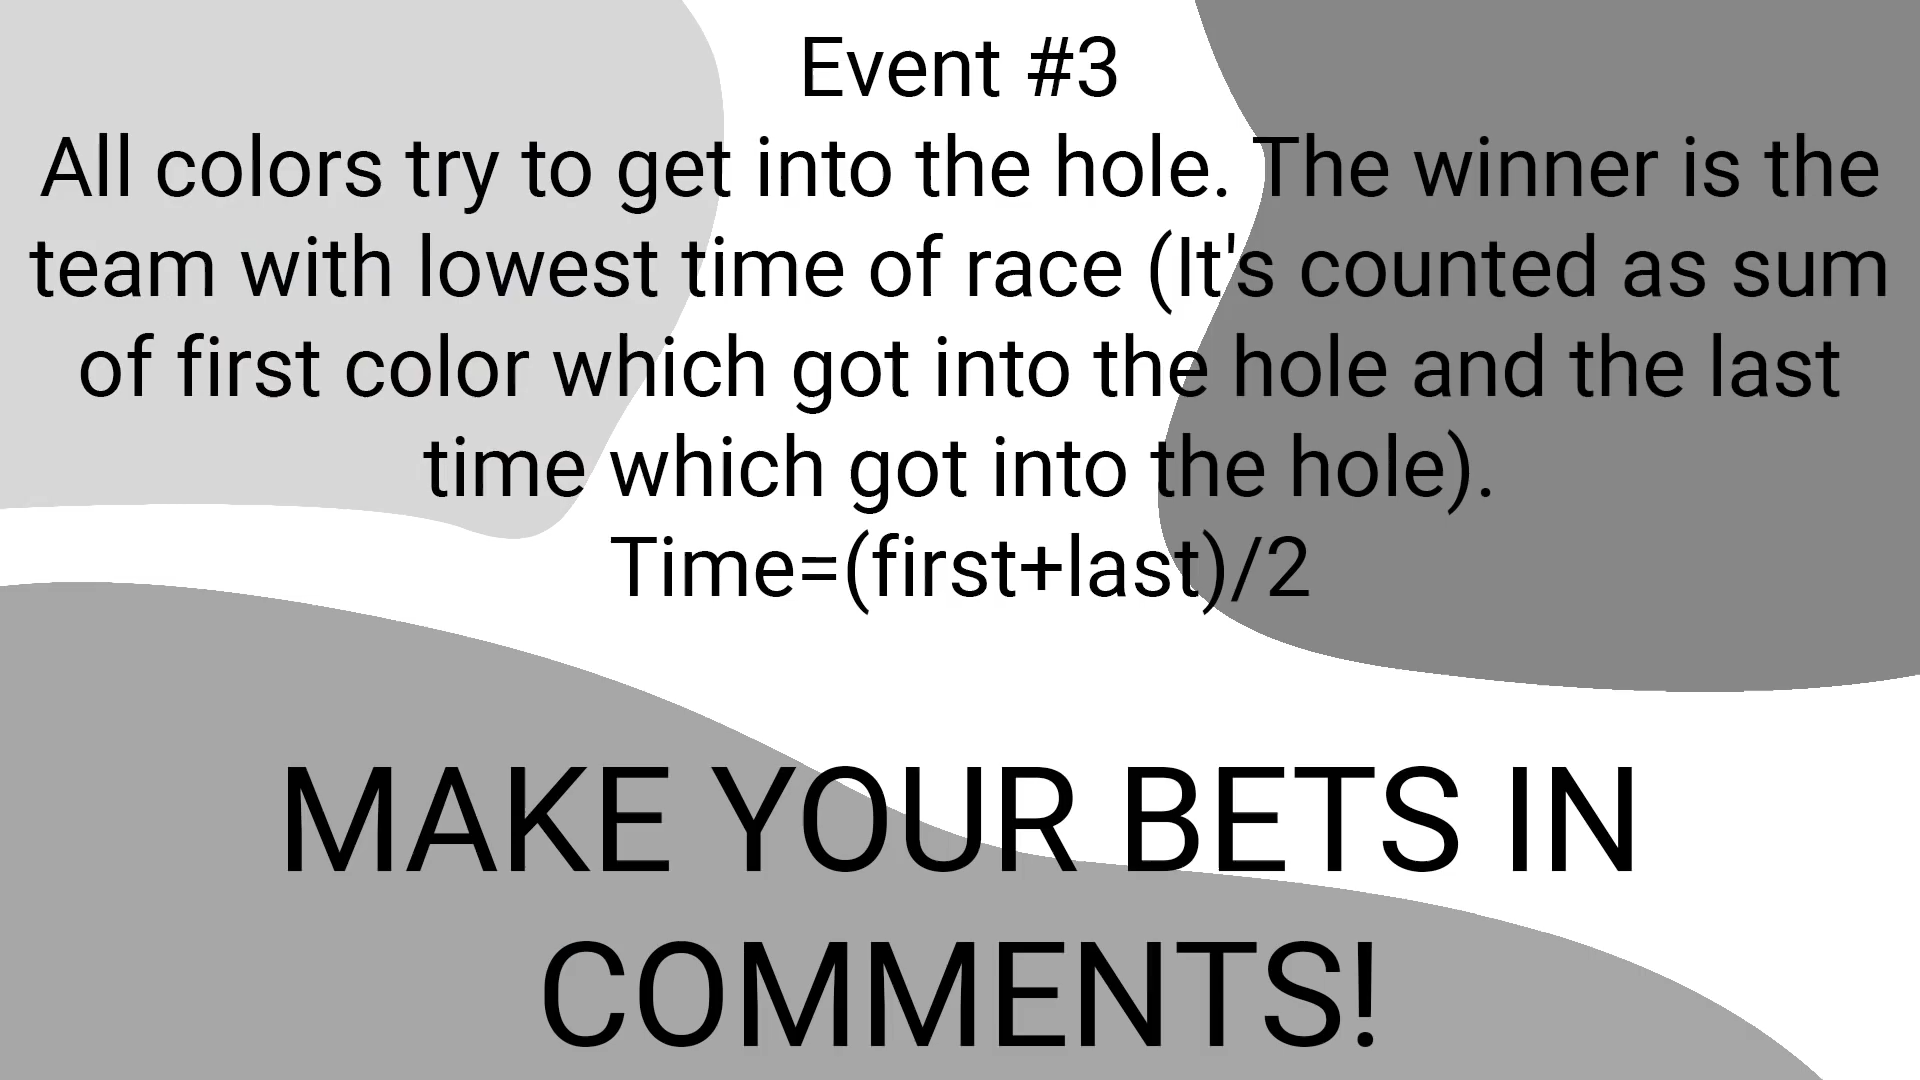 Event #3
All colors try to get into the hole. The winner is the
team with lowest time of race (It's counted as sum
of first color which got into the hole and the last
time which got into the hole).
Time=(first+last)/2
MAKE YOUR BETS IN
COMMENTS!